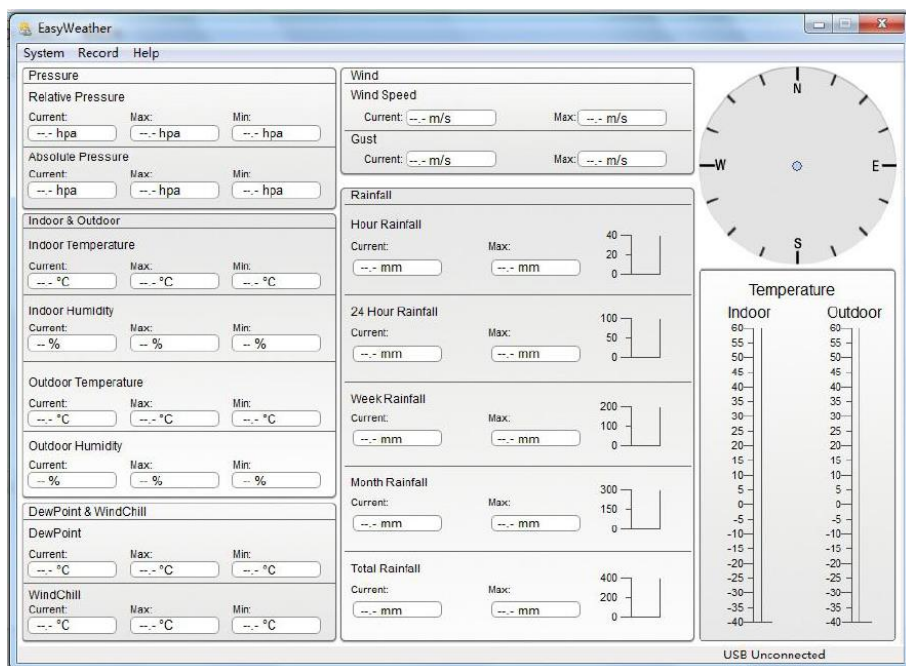 EasyWeather
System Record Help
Pressure
Relative Pressure
Current: Max: Min:
--.- hpa --.- hpa --.- hpa
Absolute Pressure
Current: Max: Min:
--.- hpa --.- hpa --.- hpa
Indoor & Outdoor
Indoor Temperature
Current: Max: Min:
--.- °C --.- °C --.- °C
Indoor Humidity
Current: Max: Min:
-- % -- % -- %
Outdoor Temperature
Current: Max: Min:
--.- °C --.- °C --.- °C
Outdoor Humidity
Current: Max: Min:
-- % -- % -- %
DewPoint & WindChill
DewPoint
Current: Max: Min:
--.- °C --.- °C --.- °C
WindChill
Current: Max: Min:
--.- °C --.- °C --.- °C
Wind
Wind Speed
Current: --.- m/s Max: --.- m/s
Gust
Current: --.- m/s Max: --.- m/s
Rainfall
Hour Rainfall
Current: Max:
--.- mm --.- mm
40
20
0
24 Hour Rainfall
Current: Max:
--.- mm --.- mm
100
50
0
Week Rainfall
Current: Max:
--.- mm --.- mm
200
100
0
Month Rainfall
Current: Max:
--.- mm --.- mm
300
150
0
Total Rainfall
Current: Max:
--.- mm --.- mm
400
200
0
N
W E
S
Temperature
Indoor Outdoor
60 60
55 55
50 50
45 45
40 40
35 35
30 30
25 25
20 20
15 15
10 10
5 5
0 0
-5 -5
-10 -10
-15 -15
-20 -20
-25 -25
-30 -30
-35 -35
-40 -40
USB Unconnected